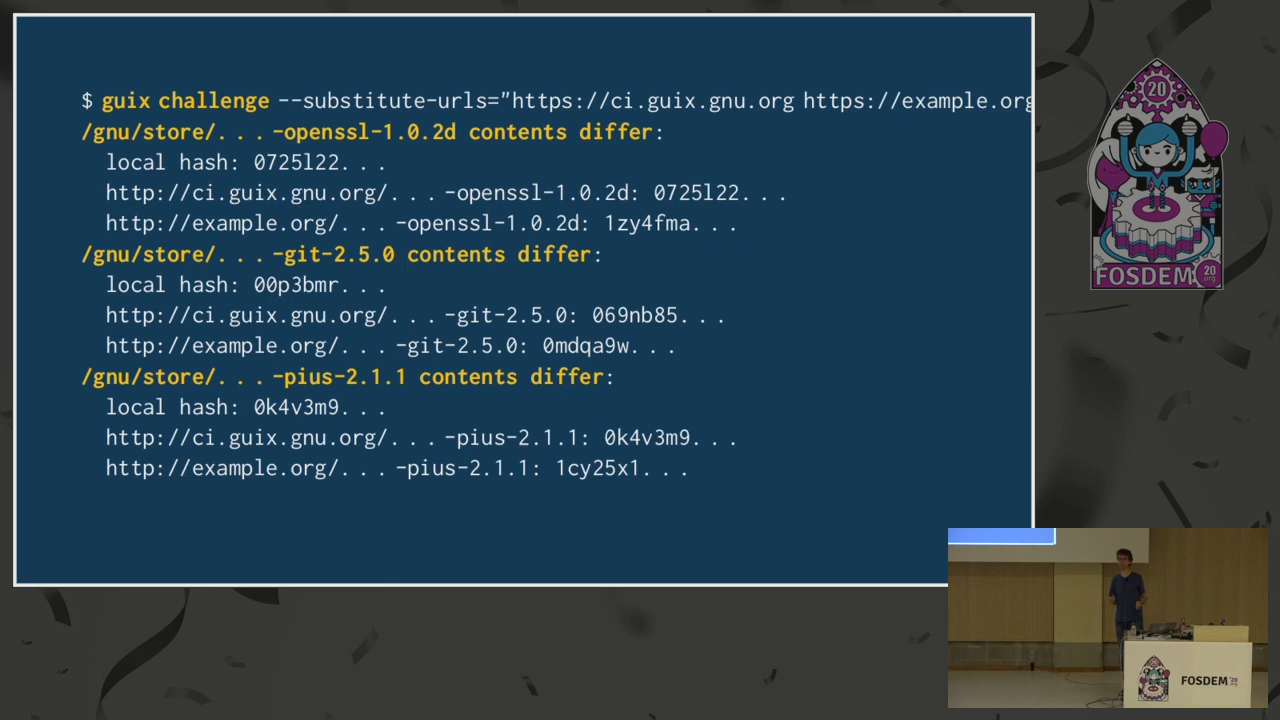 $ guix challenge --substitute-urls="https://ci.guix.gnu.org https://example.org
/gnu/store/...-openssl-1.0.2d contents differ:
local hash: 0725l22...
http://ci.guix.gnu.org/...-openssl-1.0.2d: 0725l22...
http://example.org/...-openssl-1.0.2d: 1zy4fma...
/gnu/store/...-git-2.5.0 contents differ:
local hash: 00p3bmr...
http://ci.guix.gnu.org/...-git-2.5.0: 069nb85...
http://example.org/...-git-2.5.0: 0mdqa9w...
/gnu/store/...-pius-2.1.1 contents differ:
local hash: 0k4v3m9...
http://ci.guix.gnu.org/...-pius-2.1.1: 0k4v3m9...
http://example.org/...-pius-2.1.1: 1cy25x1...
20
FOSDEM 20 .org
FOSDEM '20 .org